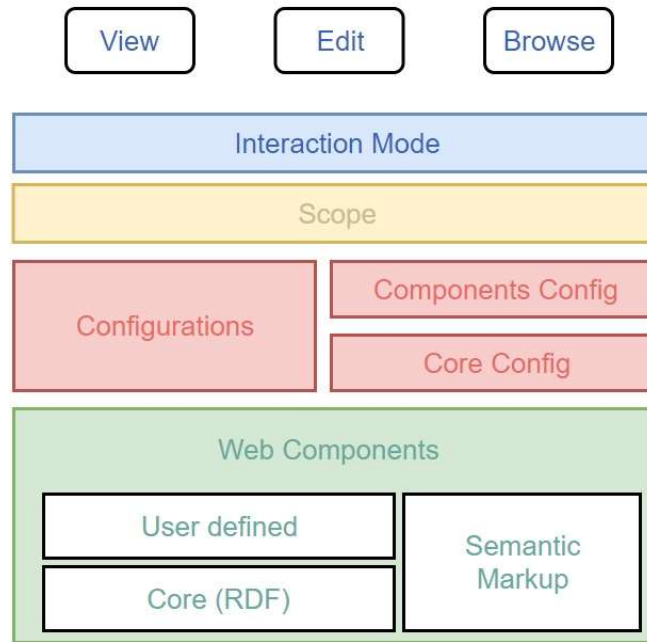 View
Edit
Browse
Interaction Mode
Scope
Configurations
Components Config
Core Config
Web Components
User defined
Core (RDF)
Semantic
Markup